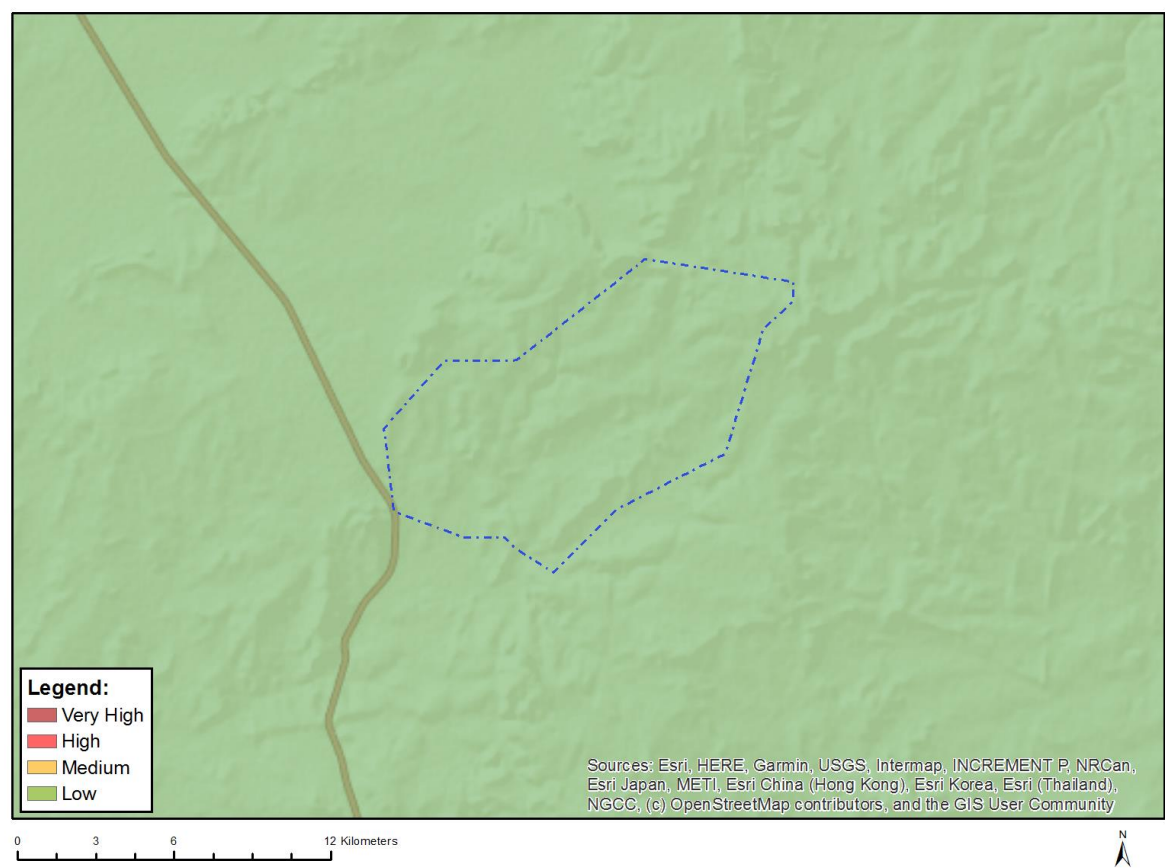 Legend:
Very High
High
Medium
Low
Sources: Esri, HERE, Garmin, USGS, Intermap, INCREMENT P, NRCan,
Esri Japan, METI, Esri China (Hong Kong), Esri Korea, Esri (Thailand),
NGCC, (c) OpenStreetMap contributors, and the GIS User Community
0 3 6 12 Kilometers
N